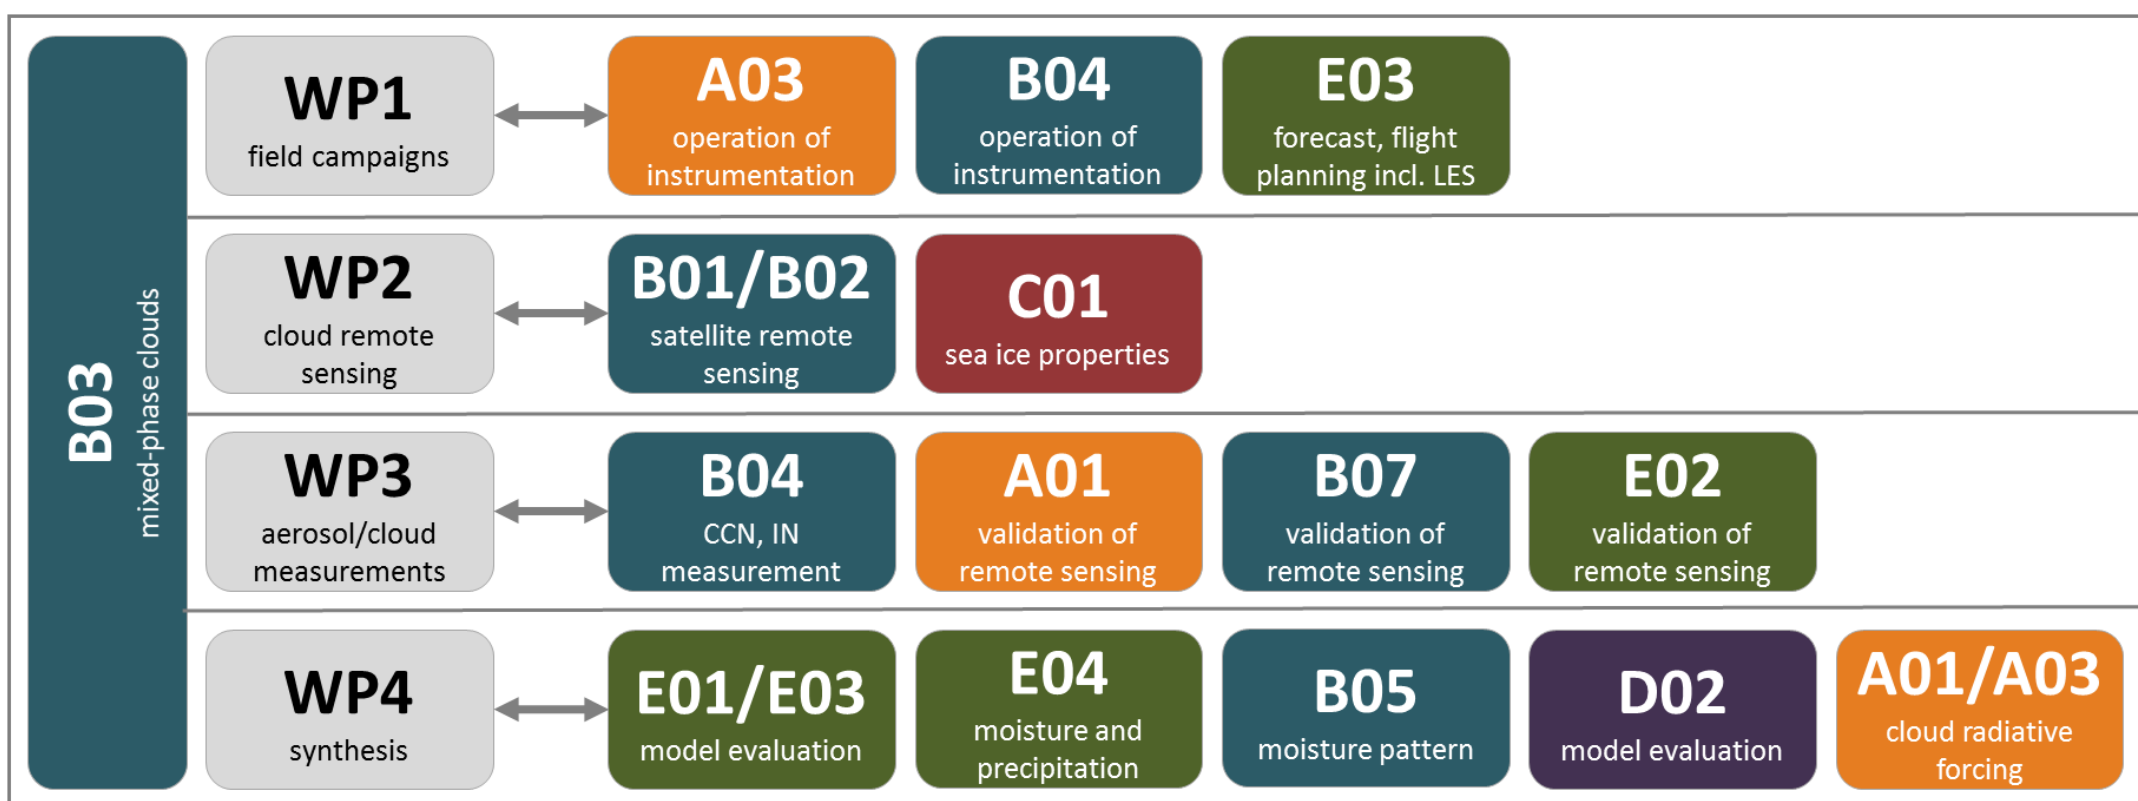 B03
mixed-phase clouds
WP1
field campaigns
A03
operation of
instrumentation
B04
operation of
instrumentation
E03
forecast, flight
planning incl. LES
WP2
cloud remote
sensing
B01/B02
satellite remote
sensing
C01
sea ice properties
WP3
aerosol/cloud
measurements
B04
CCN, IN
measurement
A01
validation of
remote sensing
B07
validation of
remote sensing
E02
validation of
remote sensing
WP4
synthesis
E01/E03
model evaluation
E04
moisture and
precipitation
B05
moisture pattern
D02
model evaluation
A01/A03
cloud radiative
forcing